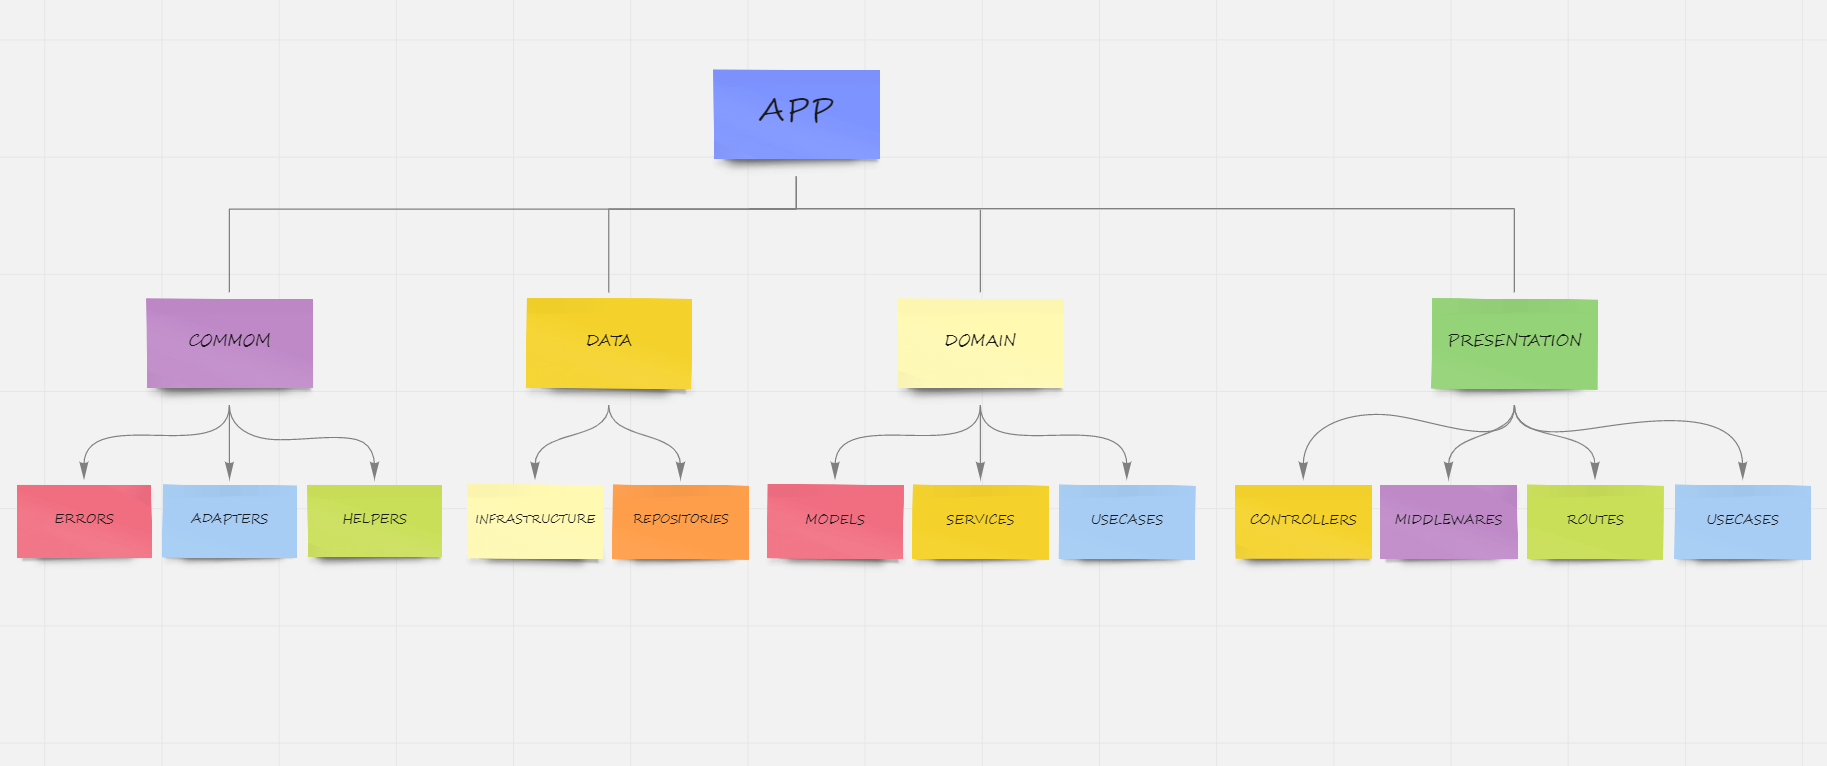 APP
COMMOM
DATA
DOMAIN
PRESENTATION
ERRORS
ADAPTERS
HELPERS
INFRASTRUCTURE
REPOSITORIES
MODELS
SERVICES
USECASES
CONTROLLERS
MIDDLEWARES
ROUTES
USECASES